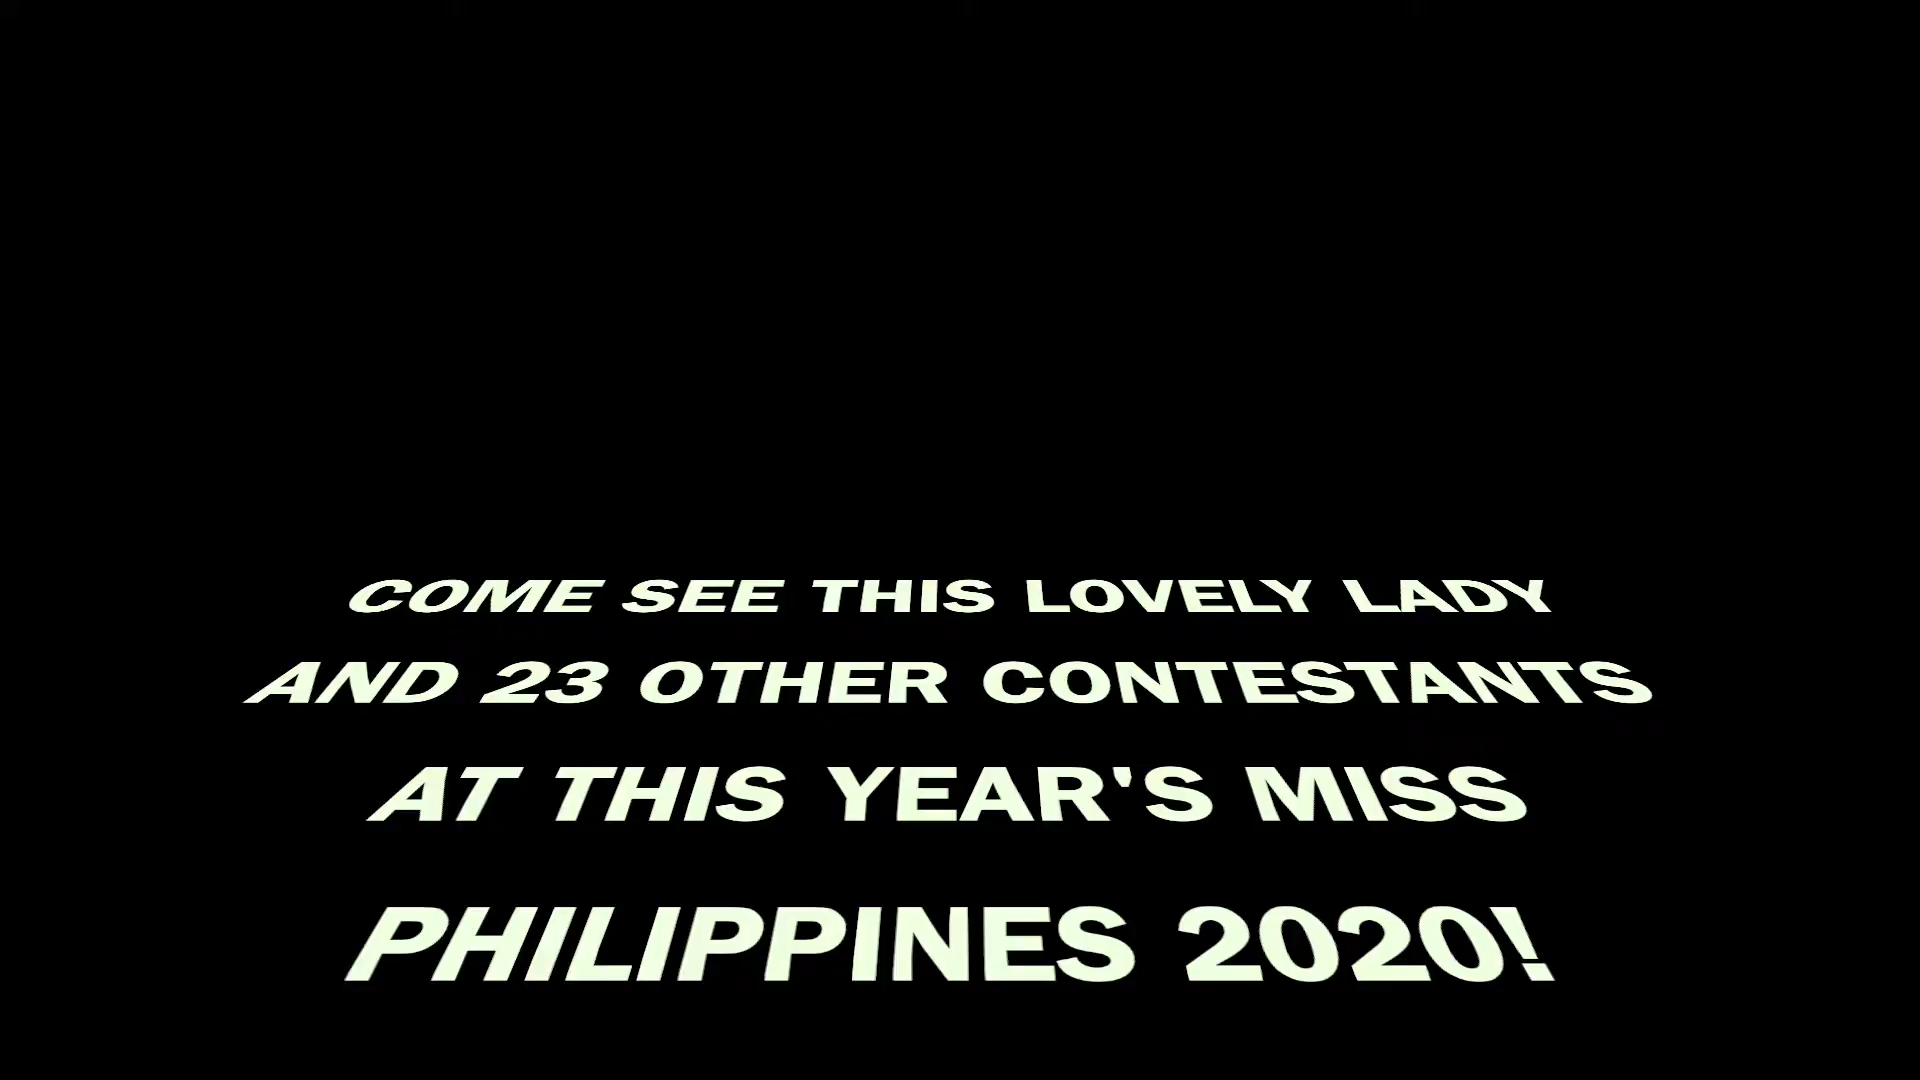 COME SEE THIS LOVELY LADY
AND 23 OTHER CONTESTANTS
AT THIS YEAR'S MISS
PHILIPPINES 2020!